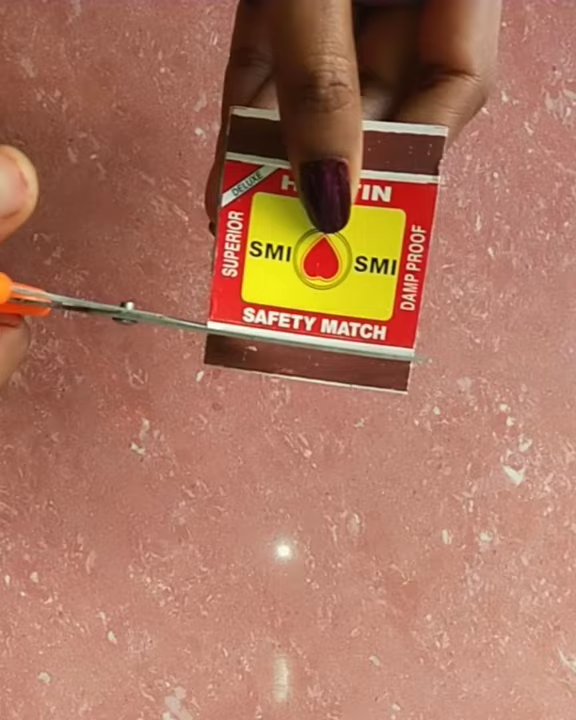 DELUXE
SUPERIOR
SMI SMI
DAMP PROOF
SAFETY MATCH